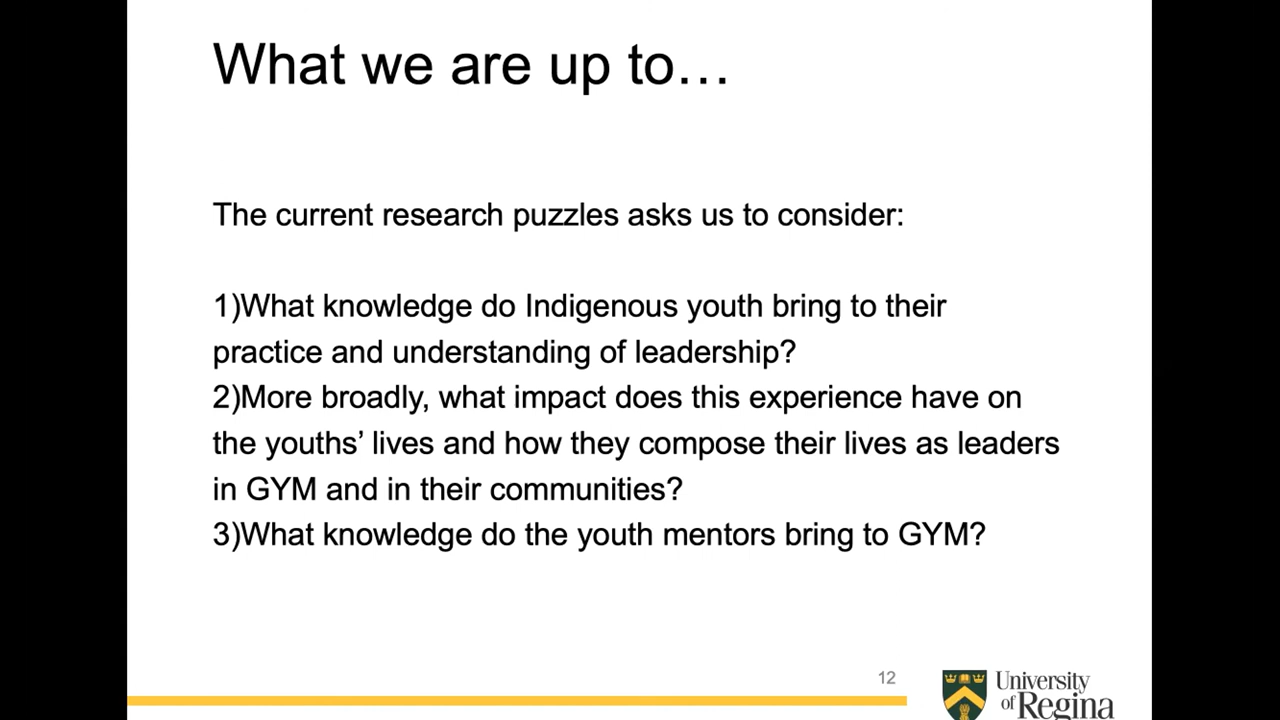 What we are up to…
The current research puzzles asks us to consider:
1)What knowledge do Indigenous youth bring to their
practice and understanding of leadership?
2)More broadly, what impact does this experience have on
the youths’ lives and how they compose their lives as leaders
in GYM and in their communities?
3)What knowledge do the youth mentors bring to GYM?
12
University
of Regina